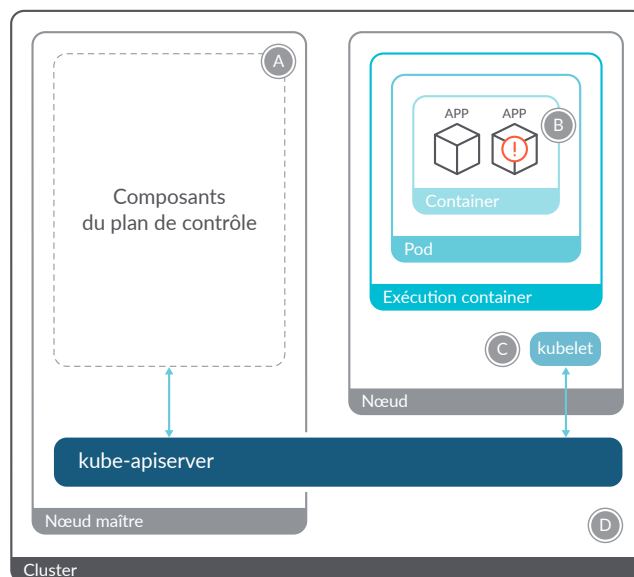 A
Composants
du plan de contrôle
APP
APP
B
!
Container
Pod
Exécution container
C
kubelet
Nœud
kube-apiserver
Nœud maître
D
Cluster